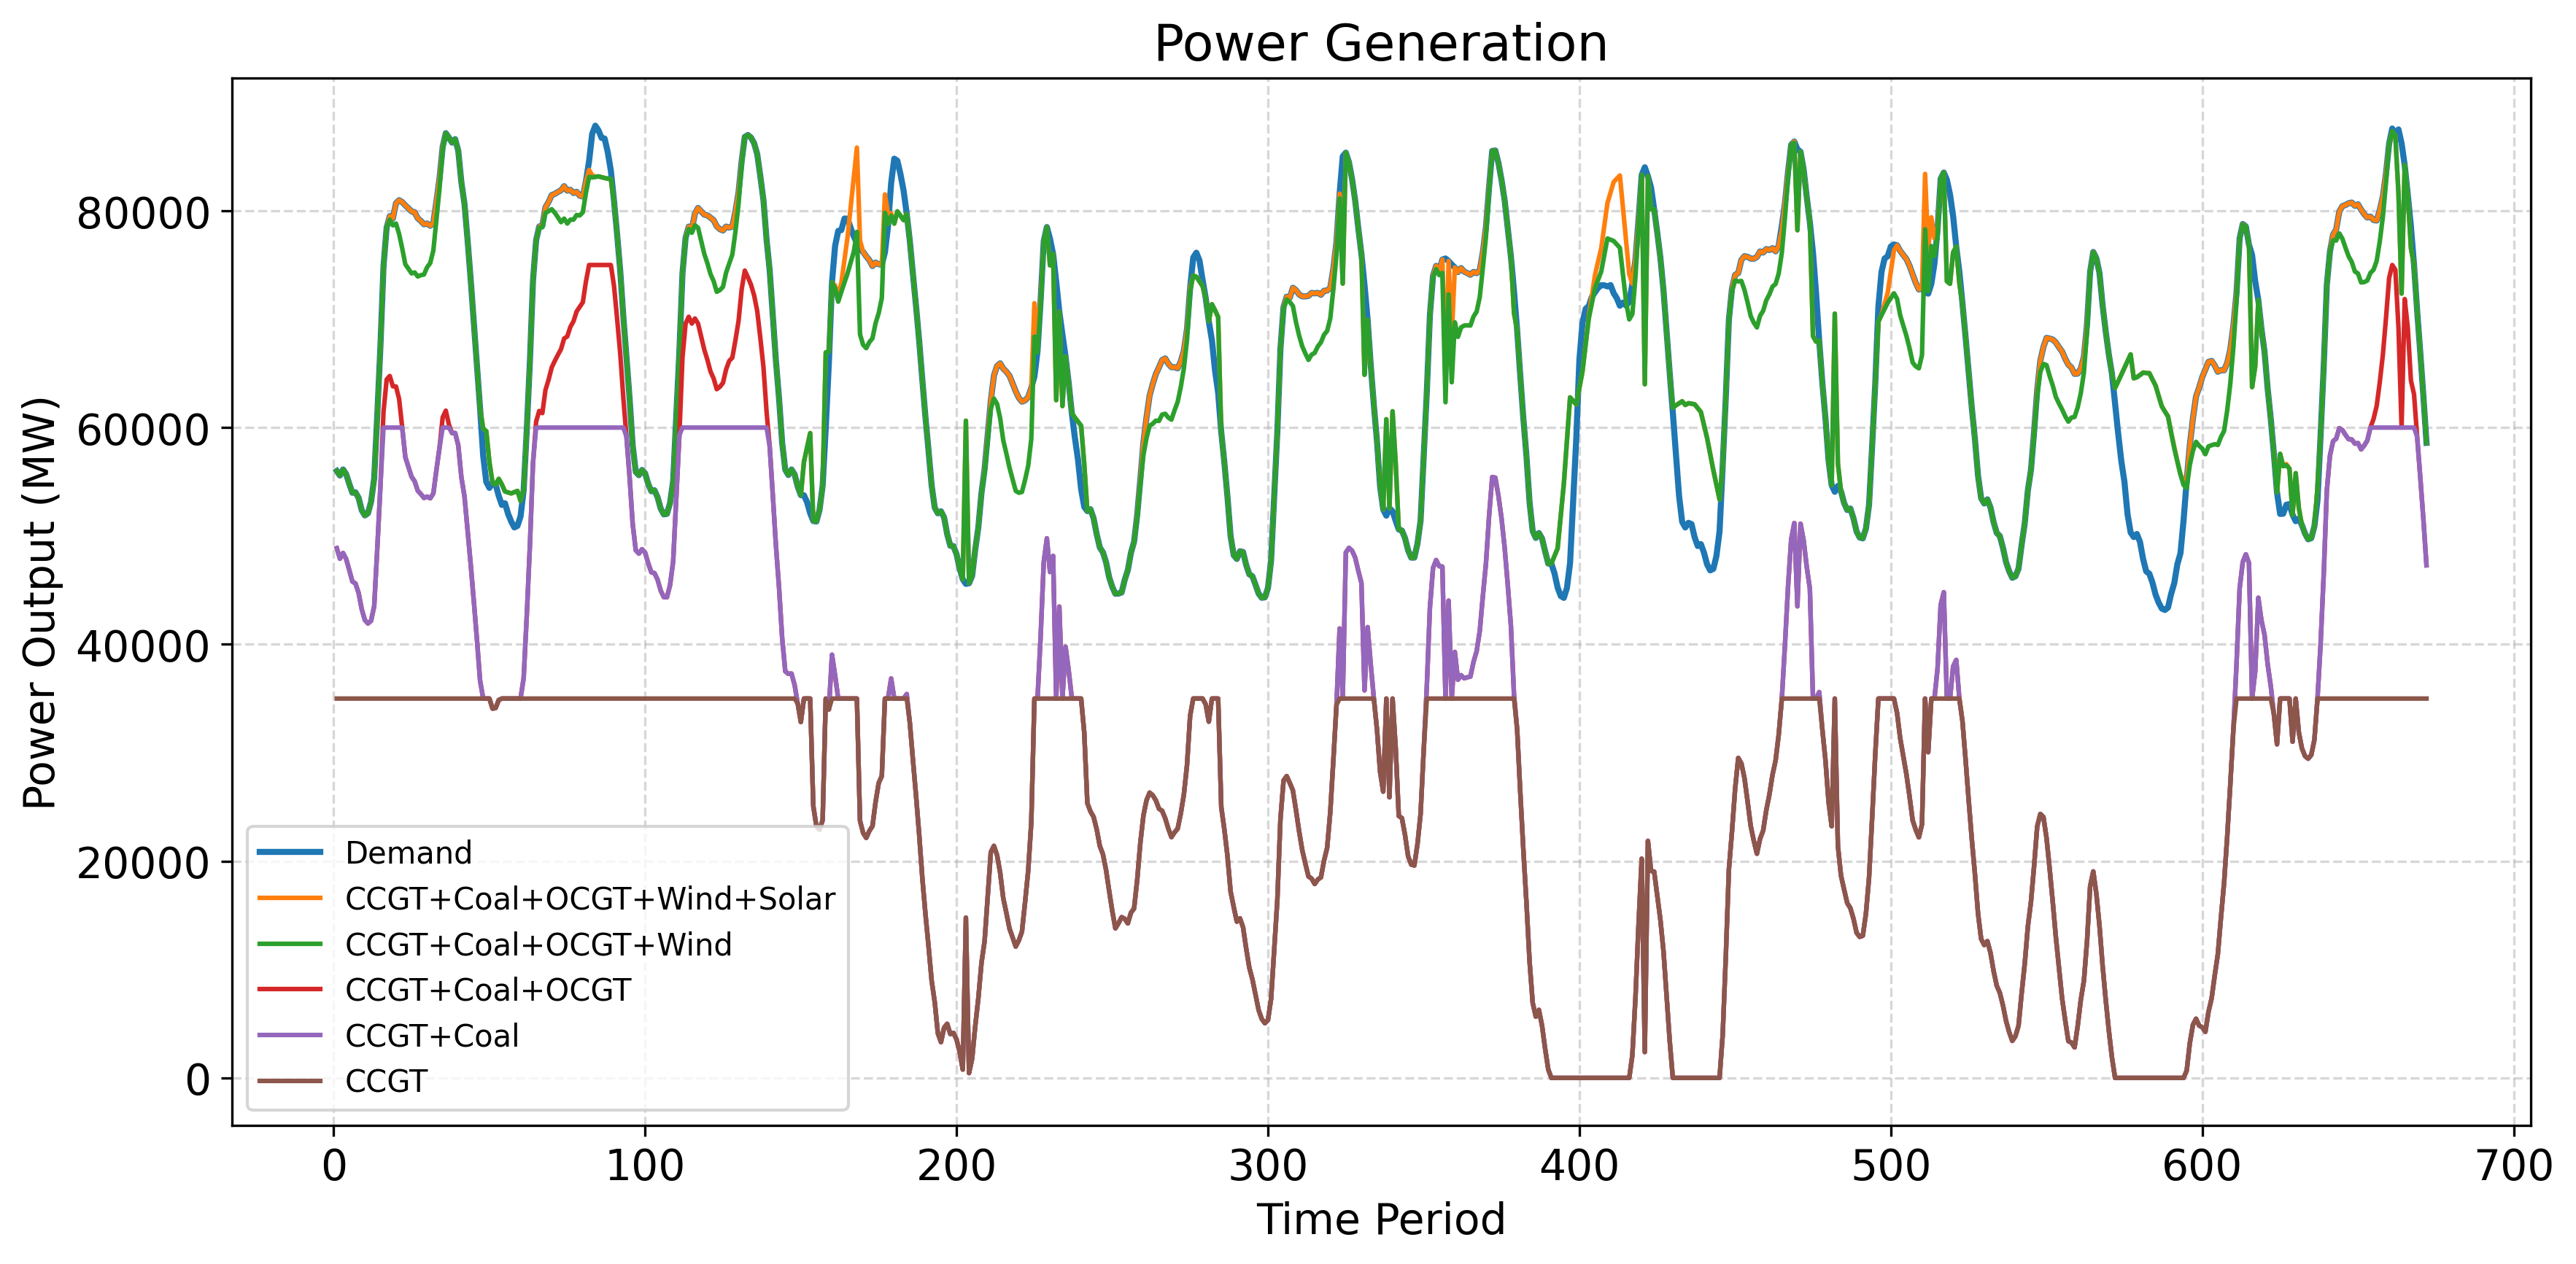 Power Generation
Power Output (MW)
80000
60000
40000
20000
0
Demand
CCGT+Coal+OCGT+Wind+Solar
CCGT+Coal+OCGT+Wind
CCGT+Coal+OCGT
CCGT+Coal
CCGT
0 100 200 300 400 500 600 700
Time Period